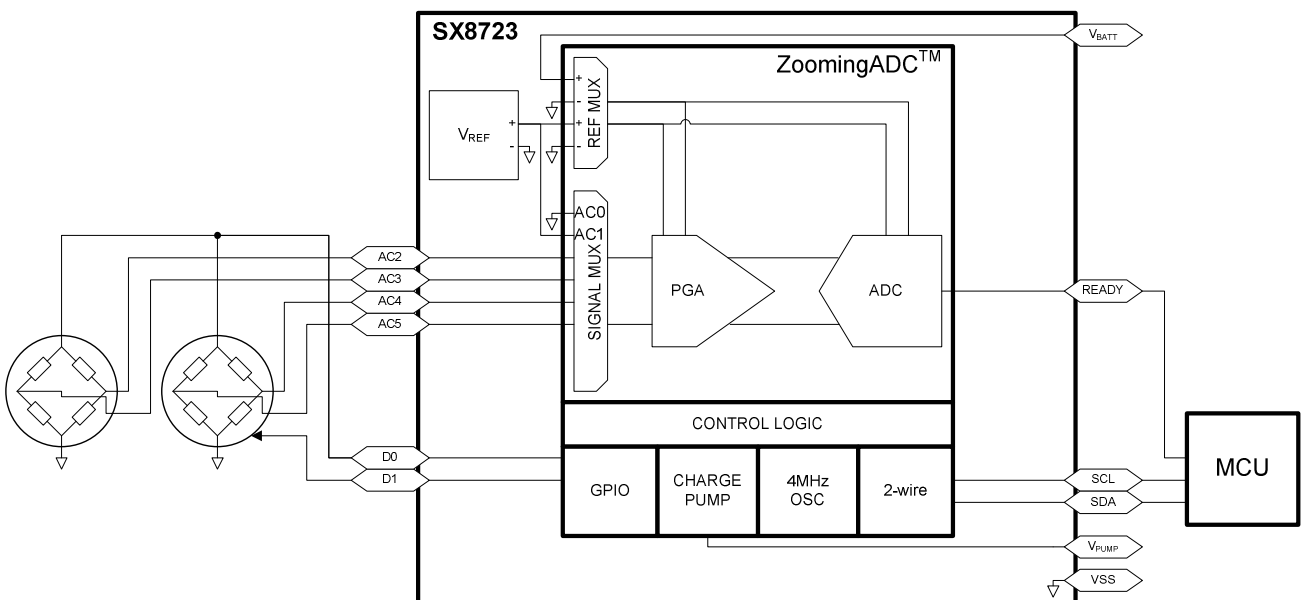 SX8723
VBATT
ZoomingADC™
+
-
+
-
REF MUX
VREF
+
-
AC0
AC1
SIGNAL MUX
AC2
AC3
AC4
AC5
PGA
ADC
READY
CONTROL LOGIC
D0
D1
GPIO
CHARGE
PUMP
4MHz
OSC
2-wire
SCL
SDA
MCU
VPUMP
VSS